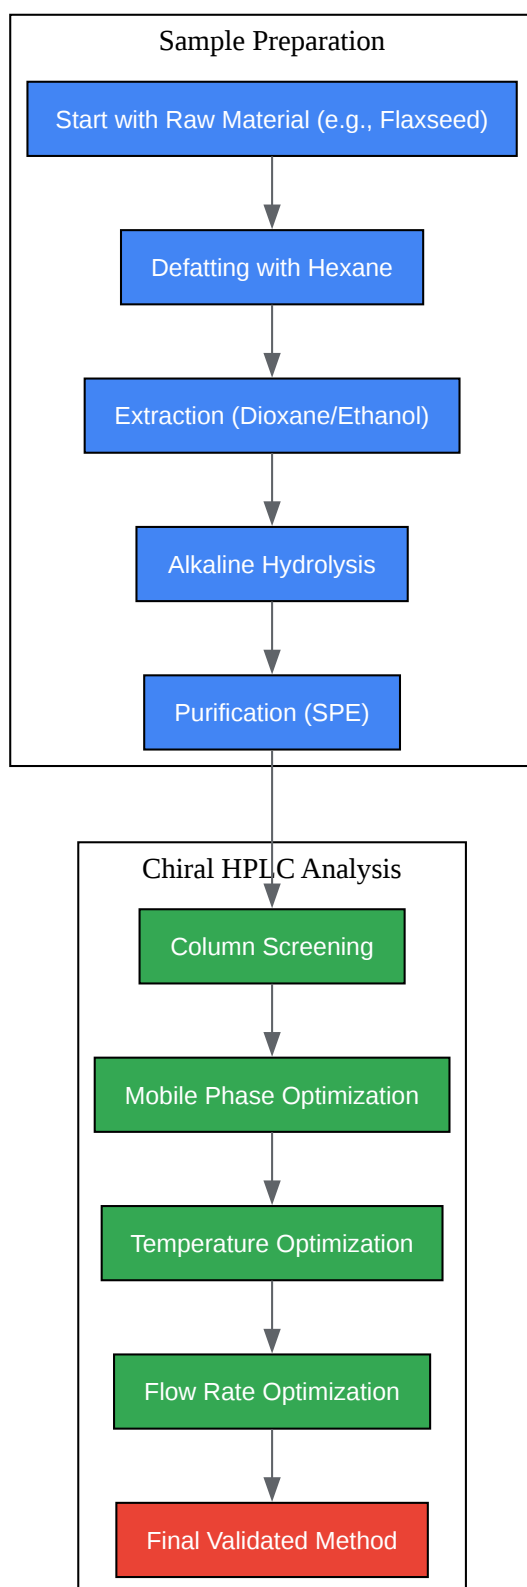 Sample Preparation
Start with Raw Material (e.g., Flaxseed)
Defatting with Hexane
Extraction (Dioxane/Ethanol)
Alkaline Hydrolysis
Purification (SPE)
Chiral HPLC Analysis
Column Screening
Mobile Phase Optimization
Temperature Optimization
Flow Rate Optimization
Final Validated Method